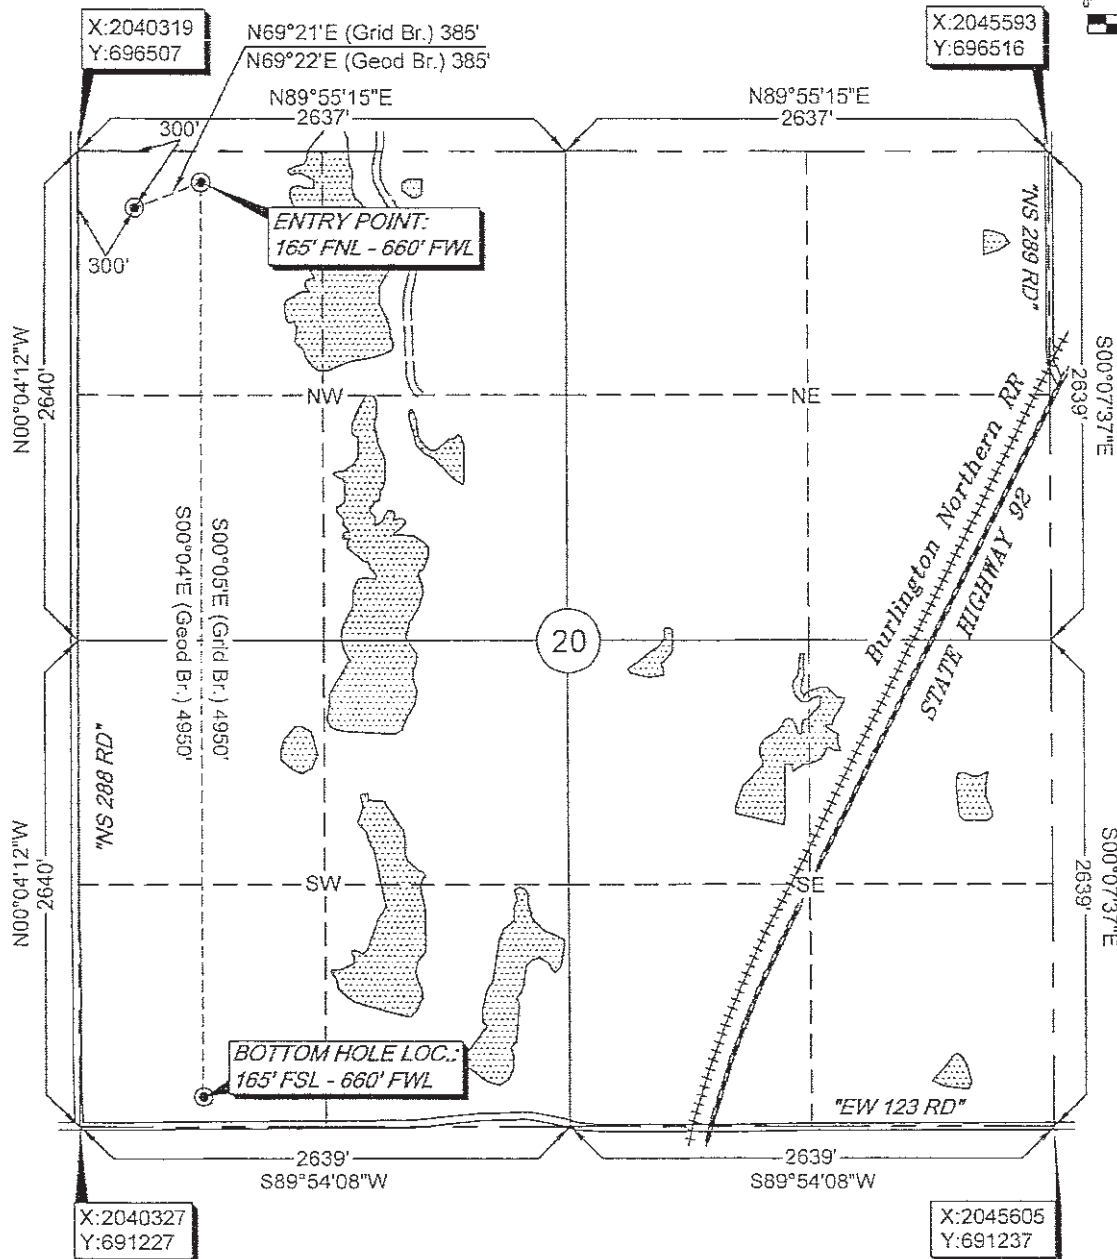 X:2040319
Y:696507
N69°21'E (Grid Br.) 385'
N69°22'E (Geod Br.) 385'
X:2045593
Y:696516
N89°55'15"E
2637'
N89°55'15"E
2637'
300'
300'
ENTRY POINT:
165' FNL - 660' FWL
"NS 289 RD"
N00°04'12"W
2640'
S00°07'37"E
2639'
NW
NE
Burlington Northern RR
STATE HIGHWAY 92
S00°05'E (Grid Br.) 4950'
S00°04'E (Geod Br.) 4950'
20
"NS 288 RD"
N00°04'12"W
2640'
S00°07'37"E
2639'
SW
SE
BOTTOM HOLE LOC.:
165' FSL - 660' FWL
"EW 123 RD"
2639'
S89°54'08"W
2639'
S89°54'08"W
X:2040327
Y:691227
X:2045605
Y:691237